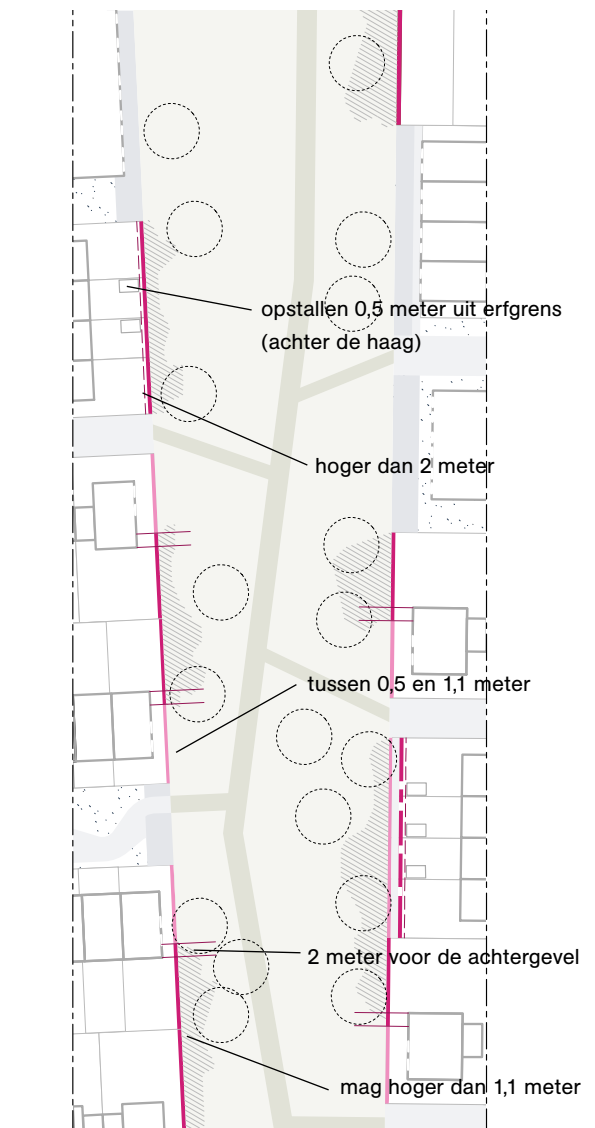 opstallen 0,5 meter uit erfgrens
(achter de haag)
hoger dan 2 meter
tussen 0,5 en 1,1 meter
2 meter voor de achtergevel
mag hoger dan 1,1 meter